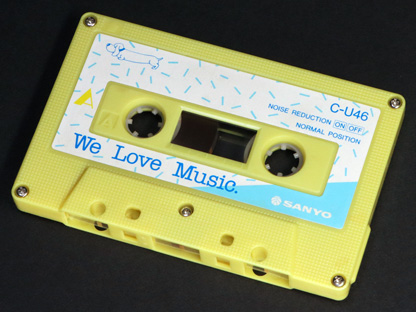 C-U46
NOISE REDUCTION ON OFF
NORMAL POSITION
A
We Love Music.
SANYO